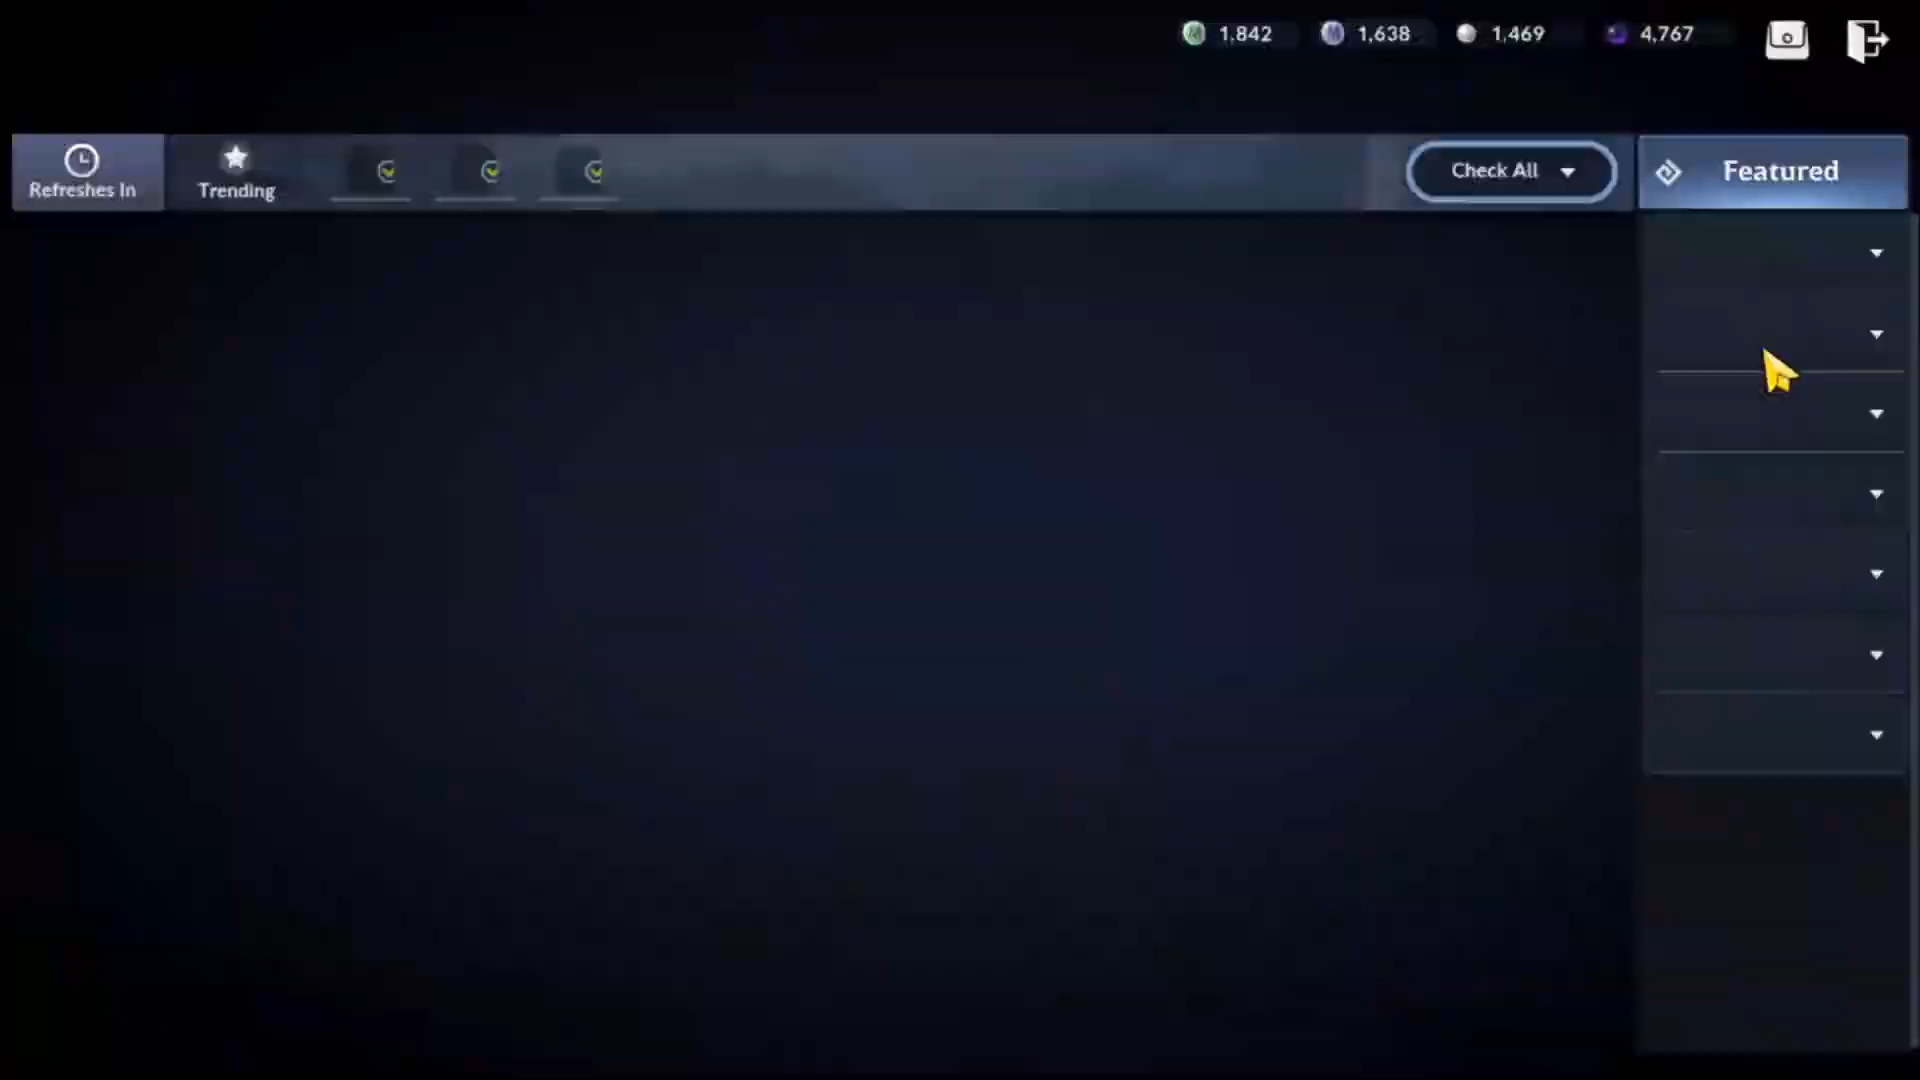 1,842 1,638 1,469 4,767
Refreshes In
Trending
Check All
Featured